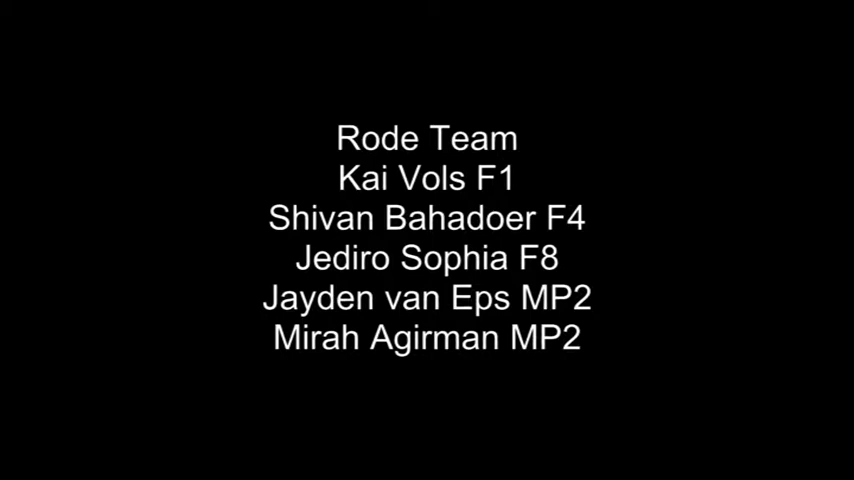 Rode Team
Kai Vols F1
Shivan Bahadoer F4
Jediro Sophia F8
Jayden van Eps MP2
Mirah Agirman MP2